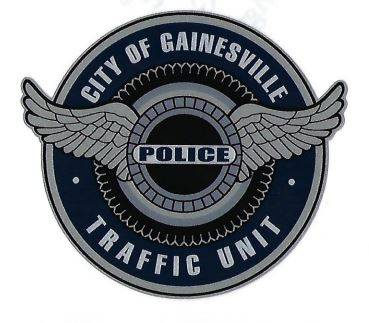 CITY OF GAINESVILLE
POLICE
TRAFFIC UNIT